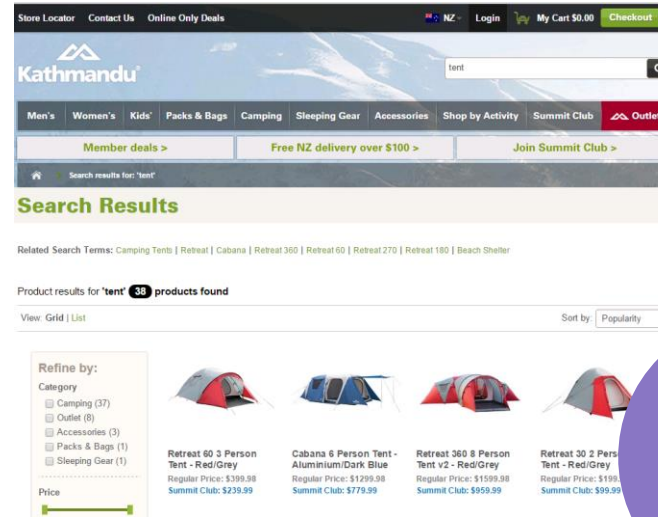 Store Locator Contact Us Online Only Deals NZ Login My Cart $0.00 Checkout
Kathmandu
tent
Men's Women's Kids' Packs & Bags Camping Sleeping Gear Accessories Shop by Activity Summit Club Outlet
Member deals > Free NZ delivery over $100 > Join Summit Club >
Search results for: 'tent'
Search Results
Related Search Terms: Camping Tents | Retreat | Cabana | Retreat 360 | Retreat 60 | Retreat 270 | Retreat 180 | Beach Shelter
Product results for 'tent' 38 products found
View: Grid | List Sort by: Popularity
Refine by:
Category
Camping (37)
Outlet (8)
Accessories (3)
Packs & Bags (1)
Sleeping Gear (1)
Price
Retreat 60 3 Person
Tent - Red/Grey
Regular Price: $399.98
Summit Club: $239.99
Cabana 6 Person Tent -
Aluminium/Dark Blue
Regular Price: $1299.98
Summit Club: $779.99
Retreat 360 8 Person
Tent v2 - Red/Grey
Regular Price: $1599.98
Summit Club: $959.99
Retreat 30 2 Pers
Tent - Red/Grey
Regular Price: $199.
Summit Club: $99.99